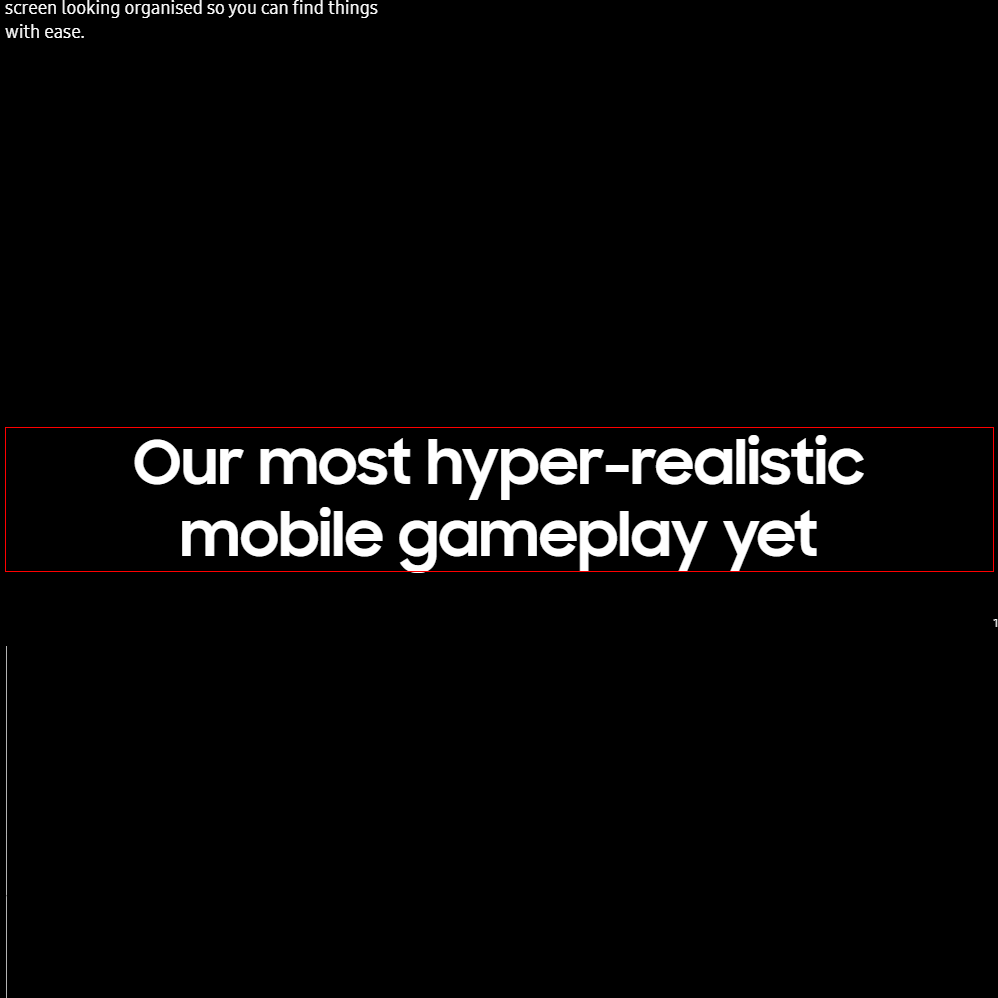 screen looking organised so you can find things
with ease.
Our most hyper-realistic
mobile gameplay yet
1